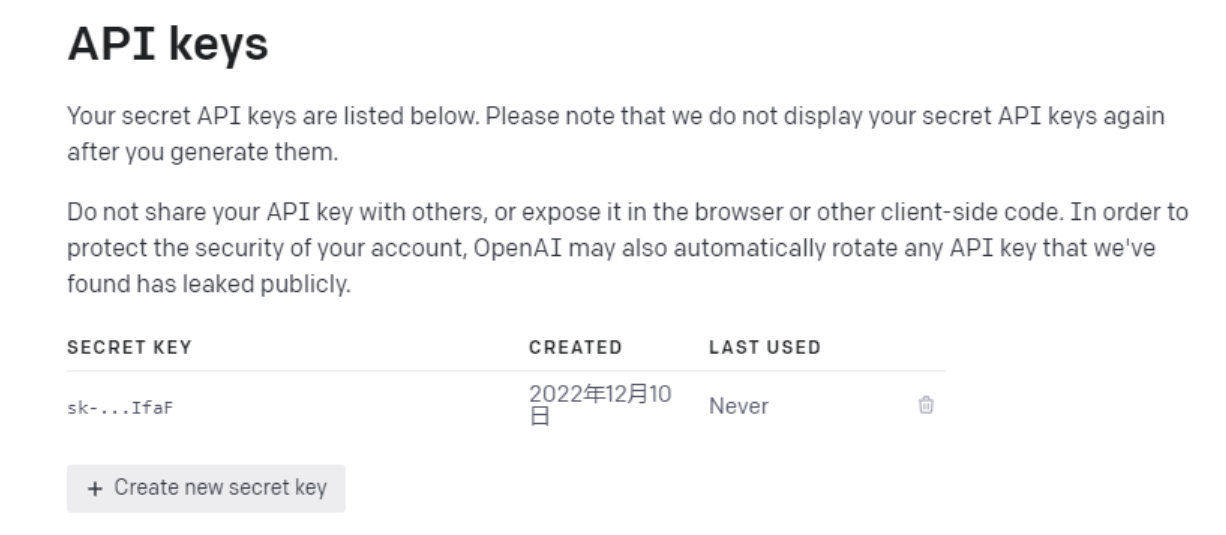 API keys
Your secret API keys are listed below. Please note that we do not display your secret API keys again
after you generate them.
Do not share your API key with others, or expose it in the browser or other client-side code. In order to
protect the security of your account, OpenAI may also automatically rotate any API key that we've
found has leaked publicly.
SECRET KEY CREATED LAST USED
sk-...IfaF 2022年12月10日 Never
+ Create new secret key